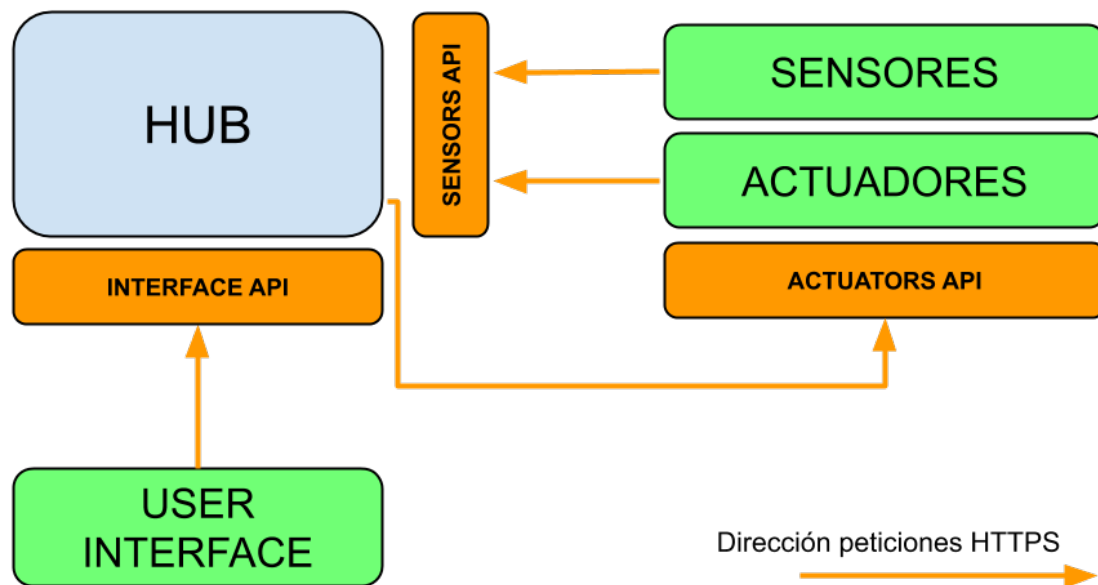 HUB
SENSORS API
SENSORES
ACTUADORES
INTERFACE API
ACTUATORS API
USER
INTERFACE
Dirección peticiones HTTPS